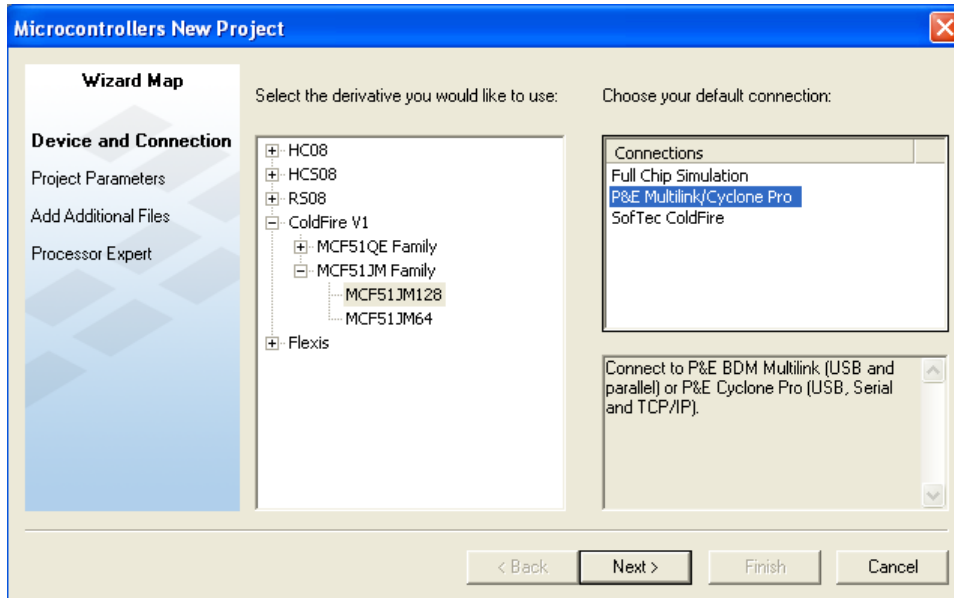 Microcontrollers New Project
Wizard Map
Device and Connection
Project Parameters
Add Additional Files
Processor Expert
Select the derivative you would like to use:
HC08
HCS08
RS08
ColdFire V1
MCF51QE Family
MCF51JM Family
MCF51JM128
MCF51JM64
Flexis
Choose your default connection:
Connections
Full Chip Simulation
P&E Multilink/Cyclone Pro
SofTec ColdFire
Connect to P&E BDM Multilink (USB and
parallel) or P&E Cyclone Pro (USB, Serial
and TCP/IP).
< Back
Next >
Finish
Cancel